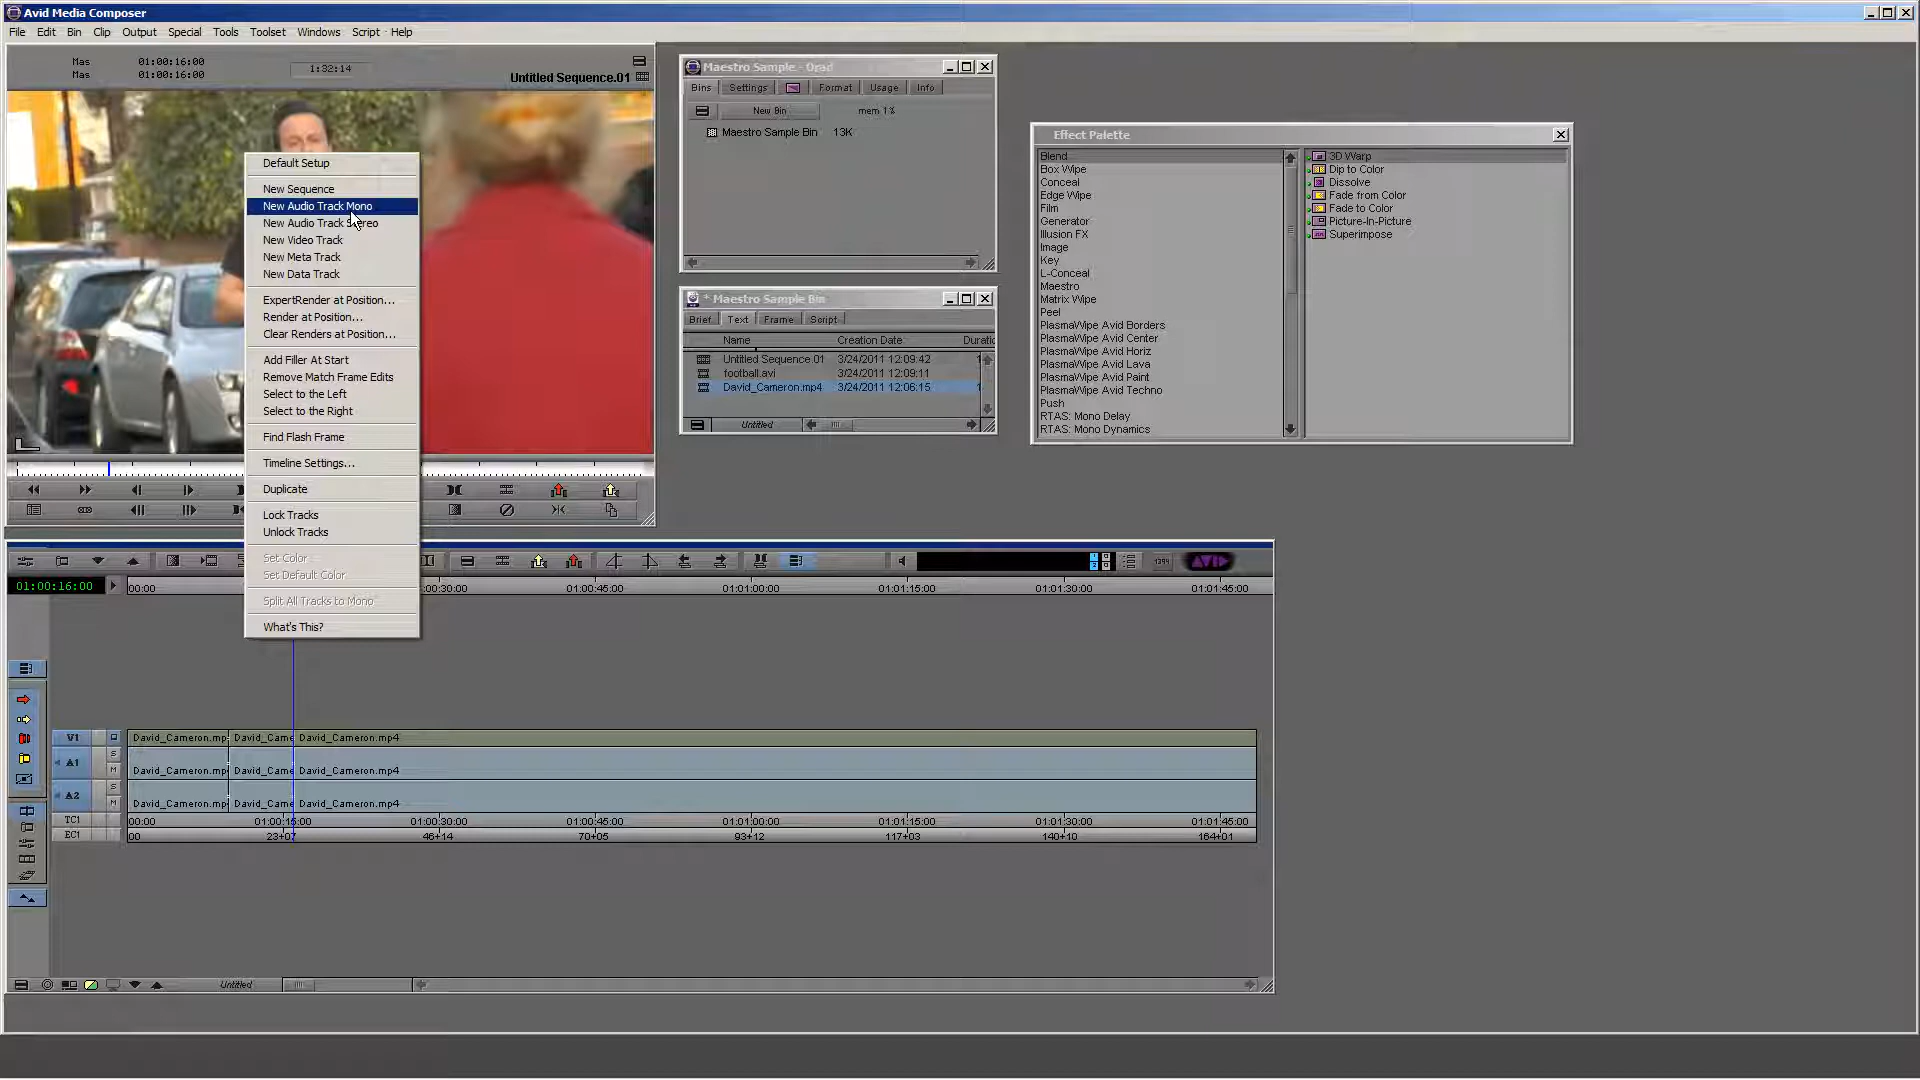 Avid Media Composer
File Edit Bin Clip Output Special Tools Toolset Windows Script Help
Mas 01:00:16:00
Mas 01:00:16:00
1:32:14
Untitled Sequence.01
Default Setup
New Sequence
New Audio Track Mono
New Audio Track Stereo
New Video Track
New Meta Track
New Data Track
ExpertRender at Position...
Render at Position...
Clear Renders at Position...
Add Filler At Start
Remove Match Frame Edits
Select to the Left
Select to the Right
Find Flash Frame
Timeline Settings...
Duplicate
Lock Tracks
Unlock Tracks
Set Color
Set Default Color
Split All Tracks to Mono
What's This?
Maestro Sample - Orad
Bins Settings Format Usage Info
New Bin mem 1%
Maestro Sample Bin 13K
* Maestro Sample Bin
Brief Text Frame Script
Name Creation Date Duratic
Untitled Sequence.01 3/24/2011 12:09:42 1
football.avi 3/24/2011 12:09:11
David_Cameron.mp4 3/24/2011 12:06:15 1
Untitled
Effect Palette
Blend
Box Wipe
Conceal
Edge Wipe
Film
Generator
Illusion FX
Image
Key
L-Conceal
Maestro
Matrix Wipe
Peel
PlasmaWipe Avid Borders
PlasmaWipe Avid Center
PlasmaWipe Avid Horiz
PlasmaWipe Avid Lava
PlasmaWipe Avid Paint
PlasmaWipe Avid Techno
Push
RTAS: Mono Delay
RTAS: Mono Dynamics
3D Warp
Dip to Color
Dissolve
Fade from Color
Fade to Color
Picture-In-Picture
Superimpose
1394 AVID
01:00:16:00 00:00 :00:30:00 01:00:45:00 01:01:00:00 01:01:15:00 01:01:30:00 01:01:45:00
V1 David_Cameron.mp David_Came David_Cameron.mp4
A1 S M David_Cameron.mp David_Came David_Cameron.mp4
A2 S M David_Cameron.mp David_Came David_Cameron.mp4
TC1 00:00 01:00:15:00 01:00:30:00 01:00:45:00 01:01:00:00 01:01:15:00 01:01:30:00 01:01:45:00
EC1 00 23+07 46+14 70+05 93+12 117+03 140+10 164+01
Untitled